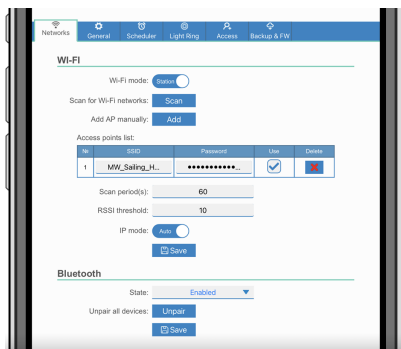 Networks General Scheduler Light Ring Access Backup & FW
WI-FI
Wi-Fi mode: Station
Scan for Wi-Fi networks: Scan
Add AP manually: Add
Access points list:
№ SSID Password Use Delete
1 MW_Sailing_H... •••••••••••...
Scan period(s): 60
RSSI threshold: 10
IP mode: Auto
Save
Bluetooth
State: Enabled
Unpair all devices: Unpair
Save